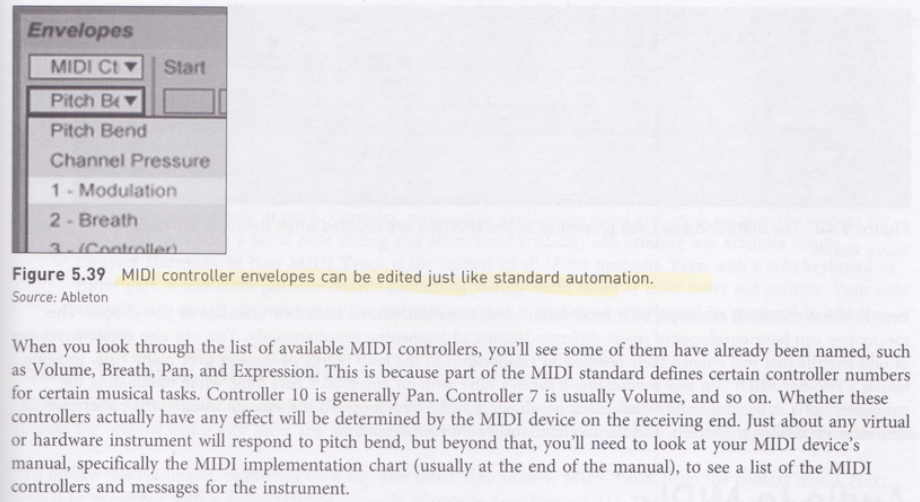 Envelopes
MIDI Ct ▼ Start
Pitch Be ▼
Pitch Bend
Channel Pressure
1 - Modulation
2 - Breath
3 - (Controller)
Figure 5.39 MIDI controller envelopes can be edited just like standard automation.
Source: Ableton
When you look through the list of available MIDI controllers, you'll see some of them have already been named, such
as Volume, Breath, Pan, and Expression. This is because part of the MIDI standard defines certain controller numbers
for certain musical tasks. Controller 10 is generally Pan. Controller 7 is usually Volume, and so on. Whether these
controllers actually have any effect will be determined by the MIDI device on the receiving end. Just about any virtual
or hardware instrument will respond to pitch bend, but beyond that, you'll need to look at your MIDI device's
manual, specifically the MIDI implementation chart (usually at the end of the manual), to see a list of the MIDI
controllers and messages for the instrument.